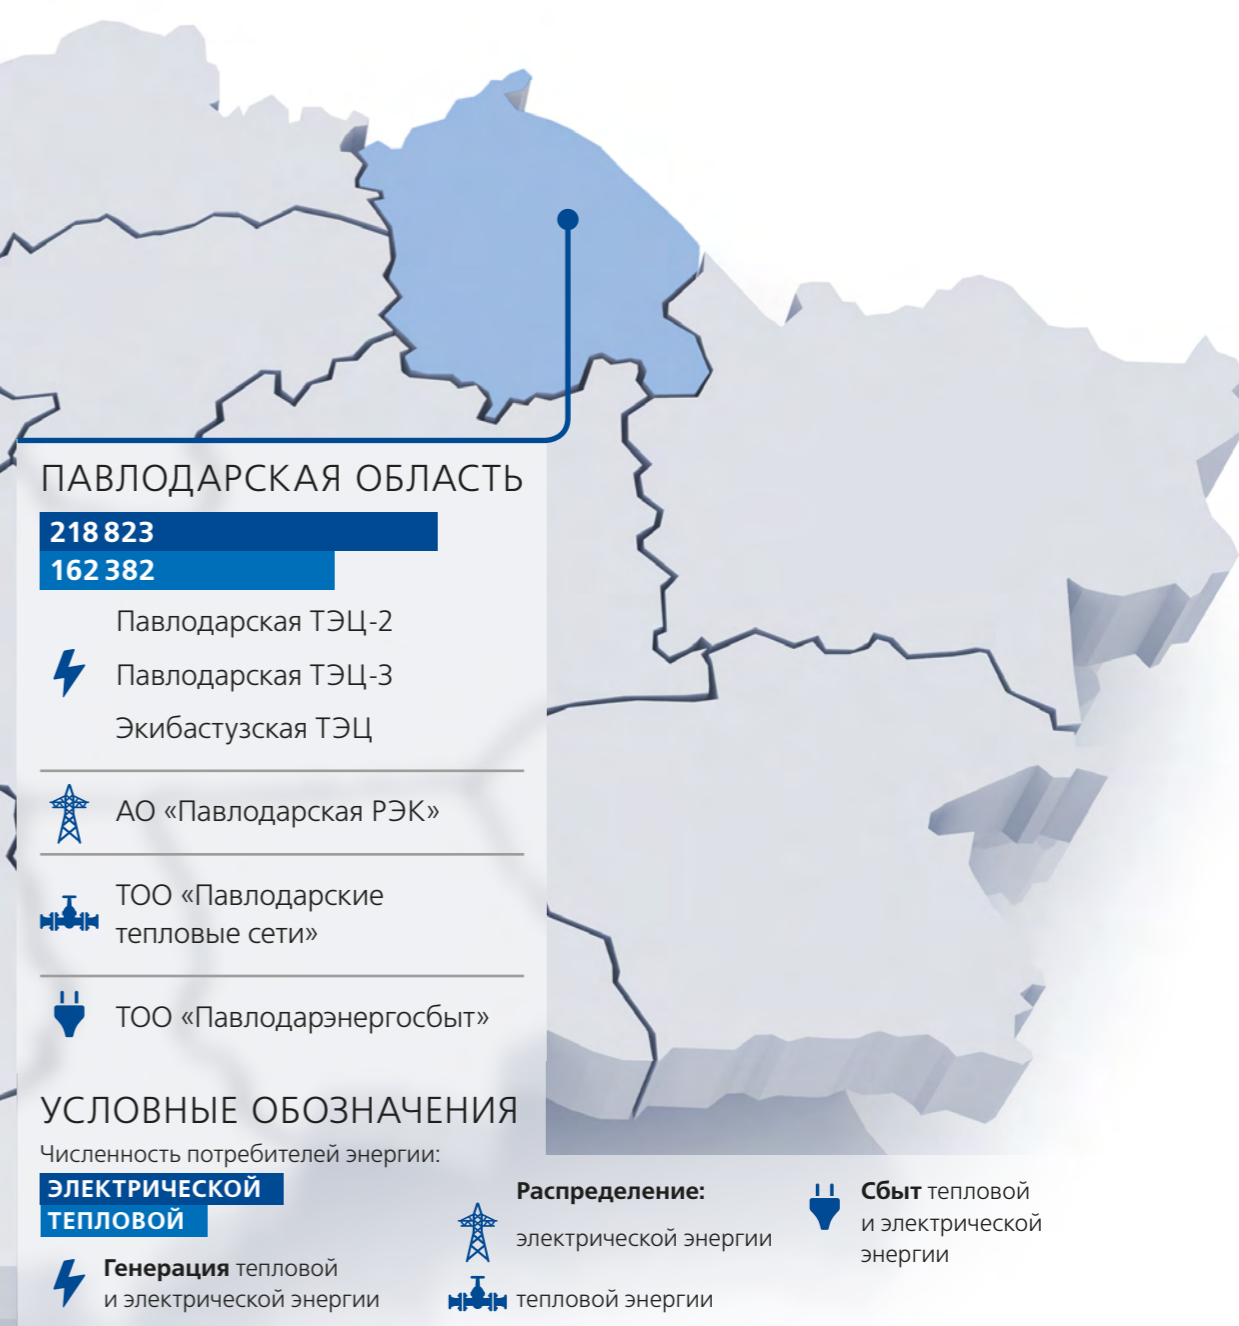 ПАВЛОДАРСКАЯ ОБЛАСТЬ
218 823
162 382
Павлодарская ТЭЦ-2
Павлодарская ТЭЦ-3
Экибастузская ТЭЦ
АО «Павлодарская РЭК»
ТОО «Павлодарские
тепловые сети»
ТОО «Павлодарэнергосбыт»
УСЛОВНЫЕ ОБОЗНАЧЕНИЯ
Численность потребителей энергии:
ЭЛЕКТРИЧЕСКОЙ
ТЕПЛОВОЙ
Генерация тепловой
и электрической энергии
Распределение:
электрической энергии
тепловой энергии
Сбыт тепловой
и электрической
энергии